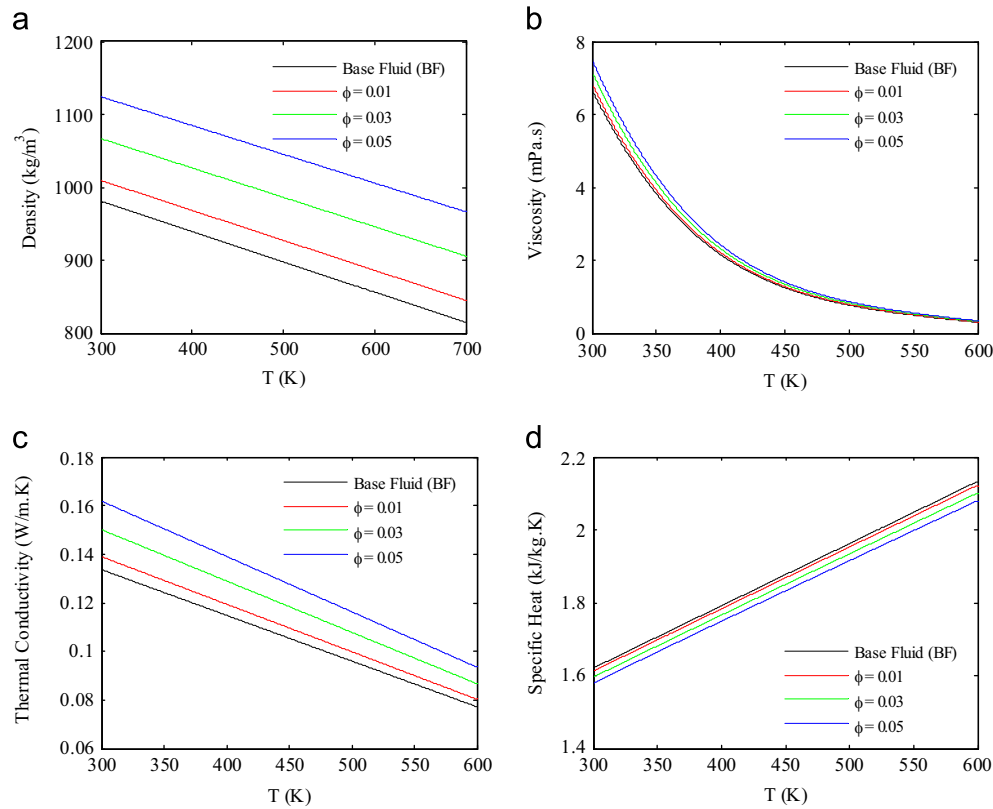 a
1200
1100
1000
900
800
Density (kg/m³)
300 400 500 600 700
T (K)
Base Fluid (BF)
ϕ = 0.01
ϕ = 0.03
ϕ = 0.05
b
8
6
4
2
0
Viscosity (mPa.s)
300 350 400 450 500 550 600
T (K)
Base Fluid (BF)
ϕ = 0.01
ϕ = 0.03
ϕ = 0.05
c
0.18
0.16
0.14
0.12
0.1
0.08
0.06
Thermal Conductivity (W/m.K)
300 350 400 450 500 550 600
T (K)
Base Fluid (BF)
ϕ = 0.01
ϕ = 0.03
ϕ = 0.05
d
2.2
2
1.8
1.6
1.4
Specific Heat (kJ/kg.K)
300 350 400 450 500 550 600
T (K)
Base Fluid (BF)
ϕ = 0.01
ϕ = 0.03
ϕ = 0.05